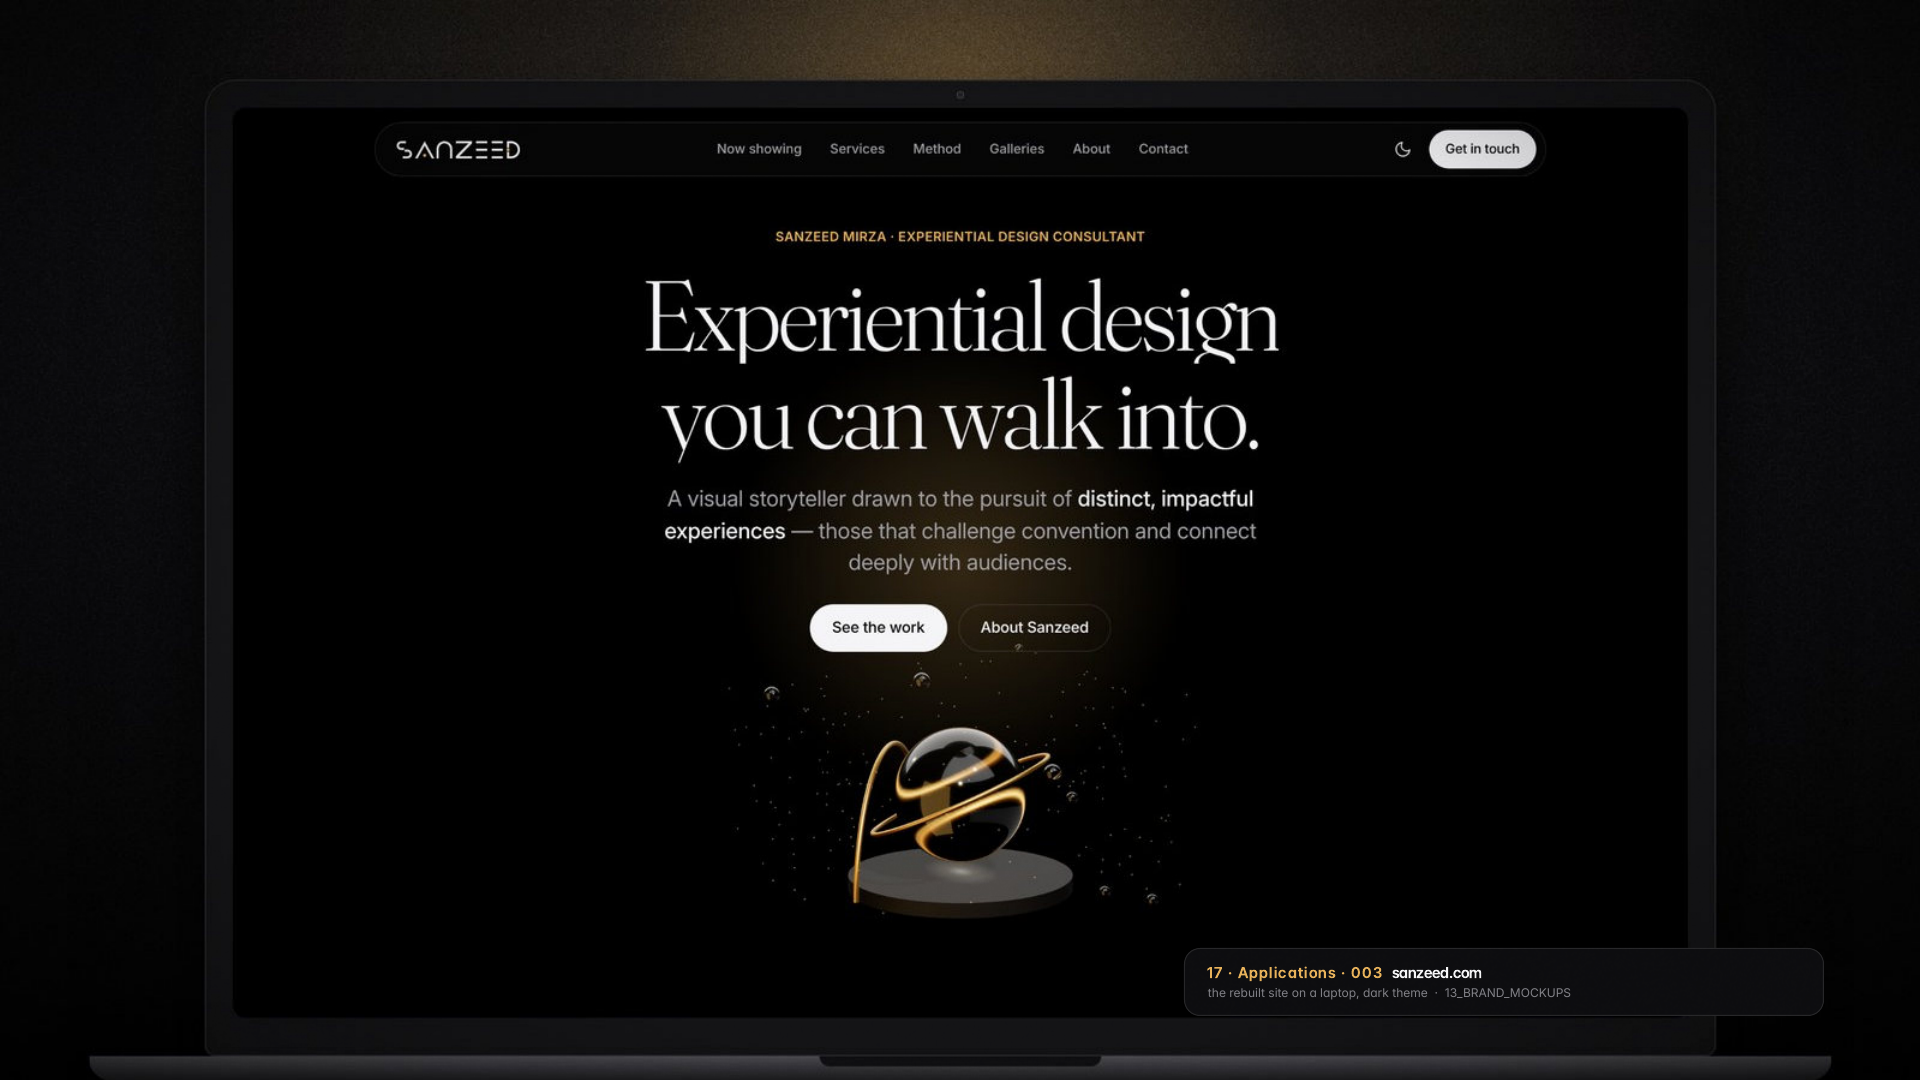 SANZEED
Now showing Services Method Galleries About Contact
Get in touch
SANZEED MIRZA · EXPERIENTIAL DESIGN CONSULTANT
Experiential design
you can walk into.
A visual storyteller drawn to the pursuit of distinct, impactful
experiences — those that challenge convention and connect
deeply with audiences.
See the work
About Sanzeed
17 · Applications · 003 sanzeed.com
the rebuilt site on a laptop, dark theme · 13_BRAND_MOCKUPS